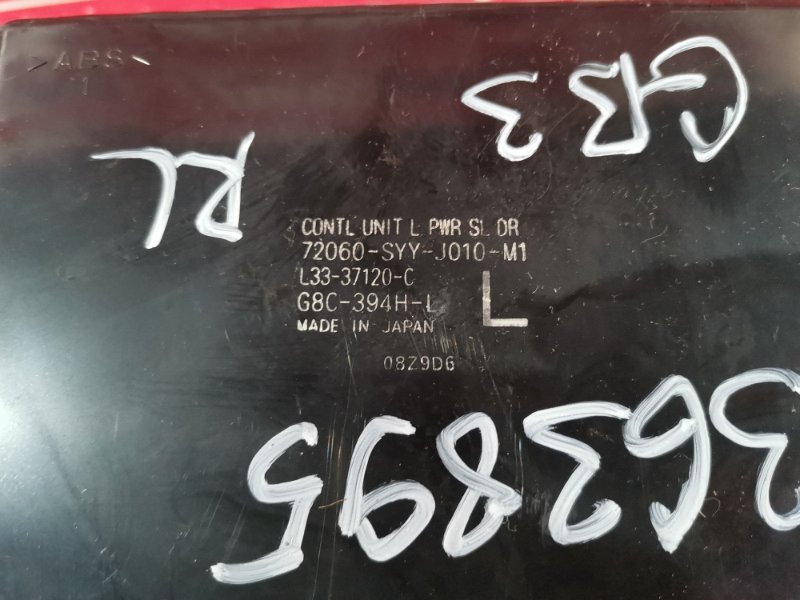 >ABS<
1
GB3
RL
CONTL UNIT L PWR SL DR
72060-SYY-J010-M1
L33-37120-C
G8C-394H-L
L
MADE IN JAPAN
08Z9D6